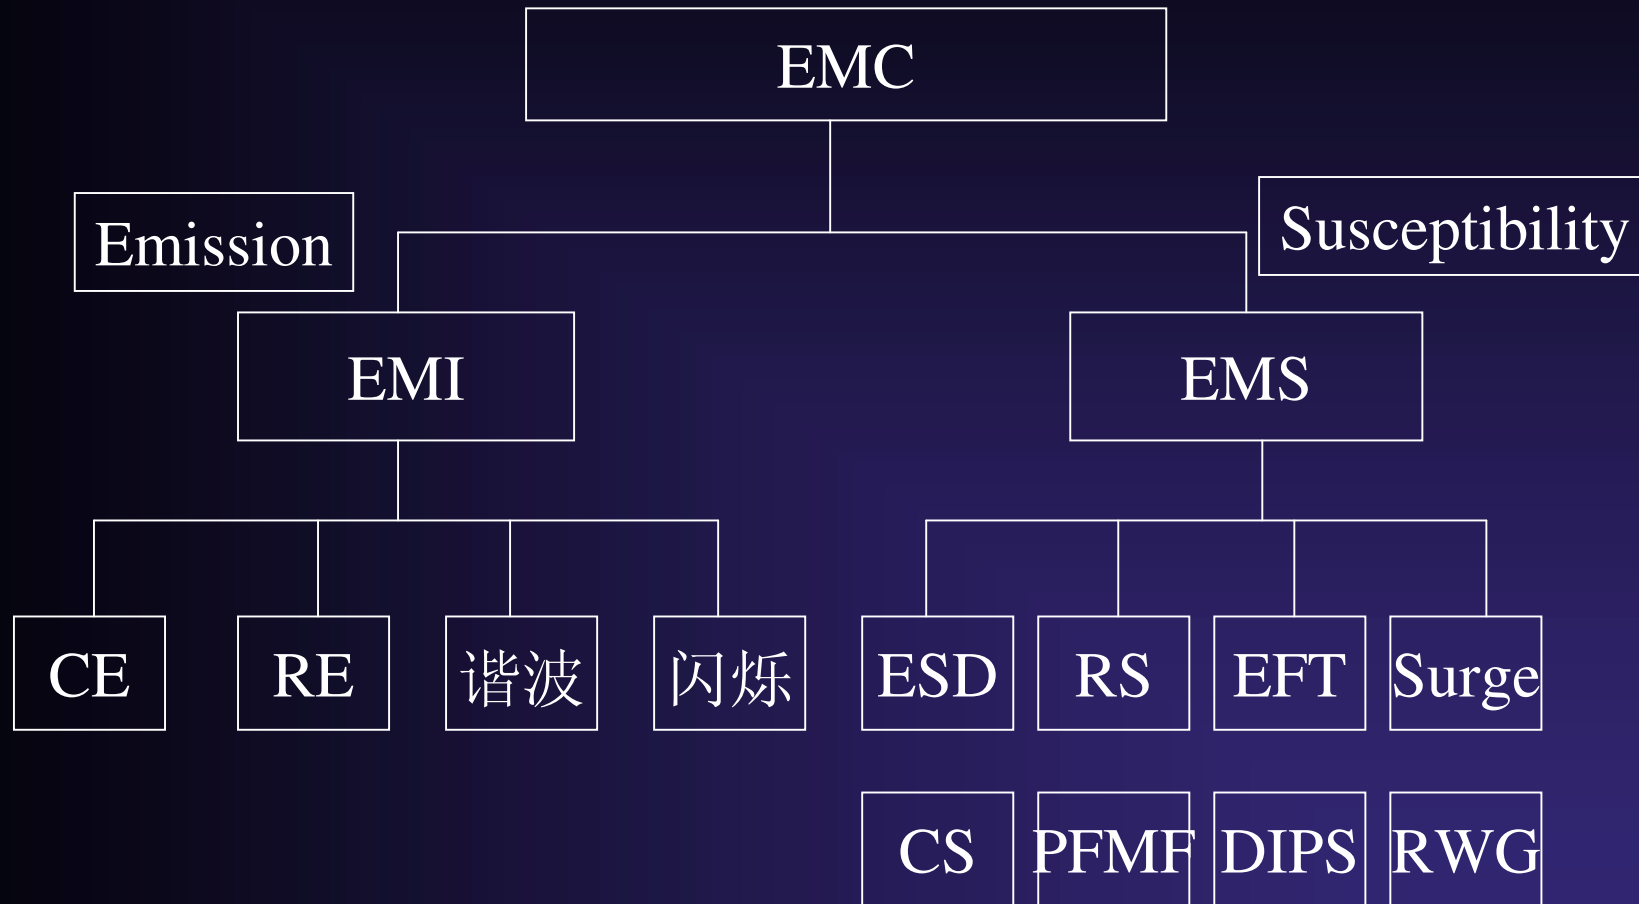 EMC
Emission
Susceptibility
EMI
EMS
CE
RE
谐波
闪烁
ESD
RS
EFT
Surge
CS
PFMF
DIPS
RWG